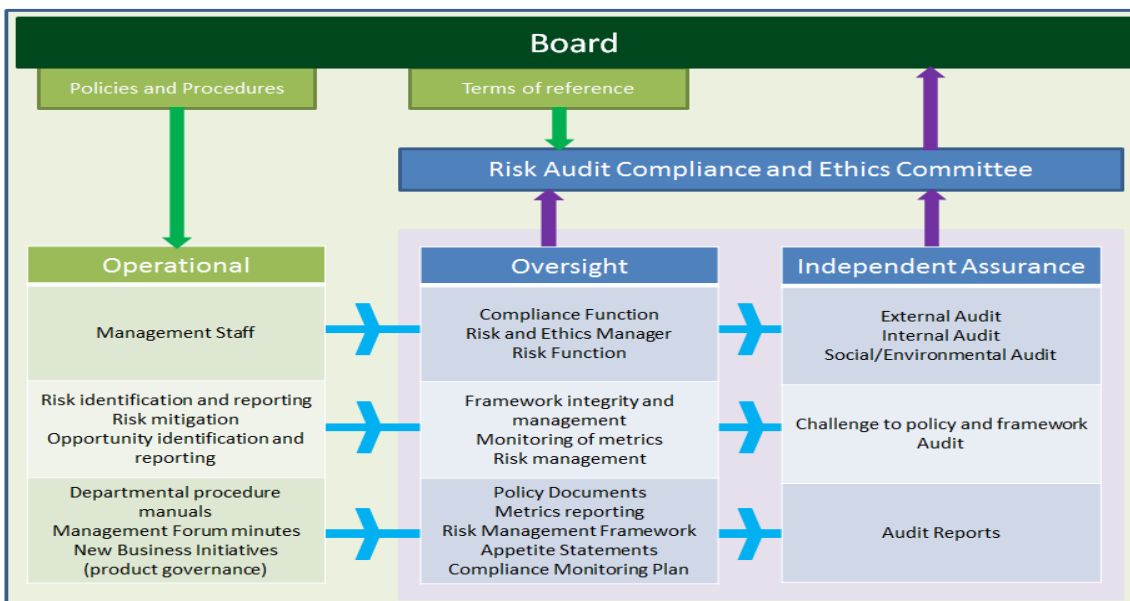 Board
Policies and Procedures
Terms of reference
Risk Audit Compliance and Ethics Committee
Operational
Oversight
Independent Assurance
Management Staff
Compliance Function
Risk and Ethics Manager
Risk Function
External Audit
Internal Audit
Social/Environmental Audit
Risk identification and reporting
Risk mitigation
Opportunity identification and
reporting
Framework integrity and
management
Monitoring of metrics
Risk management
Challenge to policy and framework
Audit
Departmental procedure
manuals
Management Forum minutes
New Business Initiatives
(product governance)
Policy Documents
Metrics reporting
Risk Management Framework
Appetite Statements
Compliance Monitoring Plan
Audit Reports